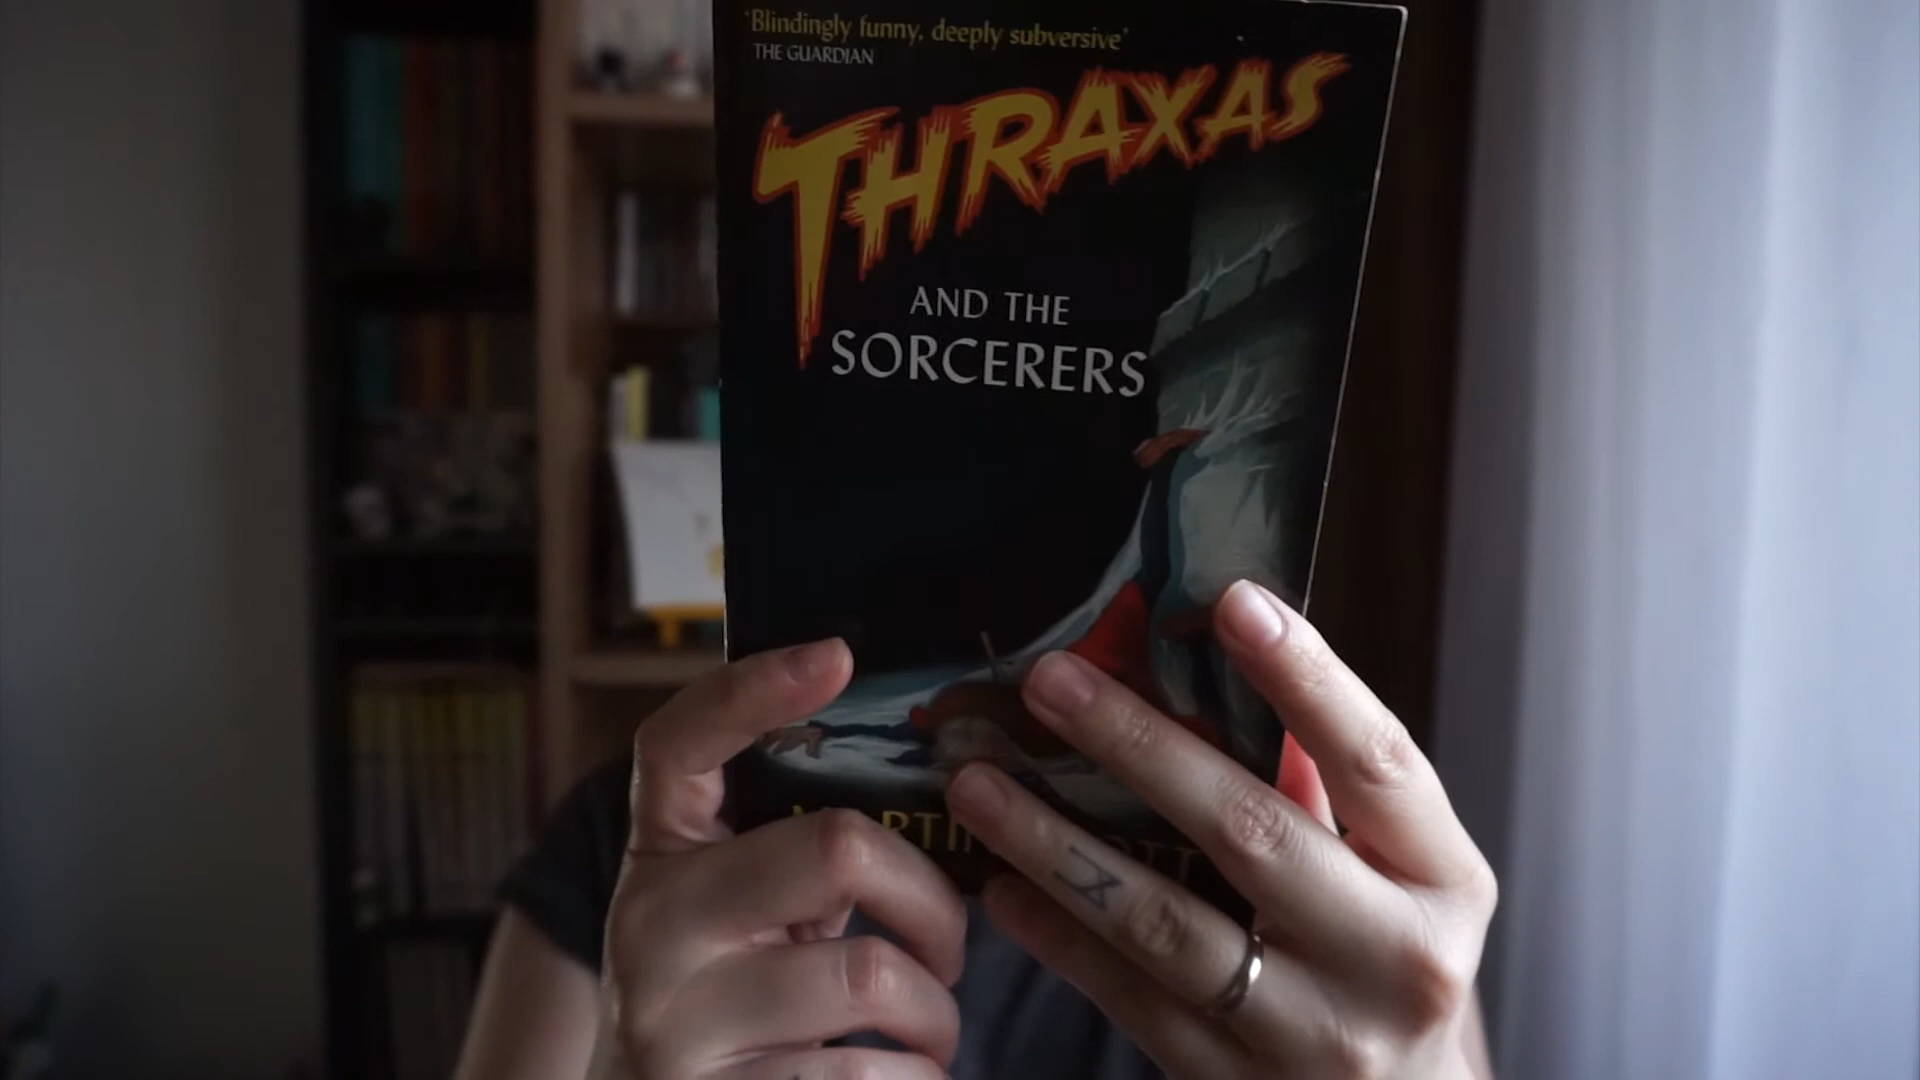 'Blindingly funny, deeply subversive'
THE GUARDIAN
THRAXAS
AND THE
SORCERERS